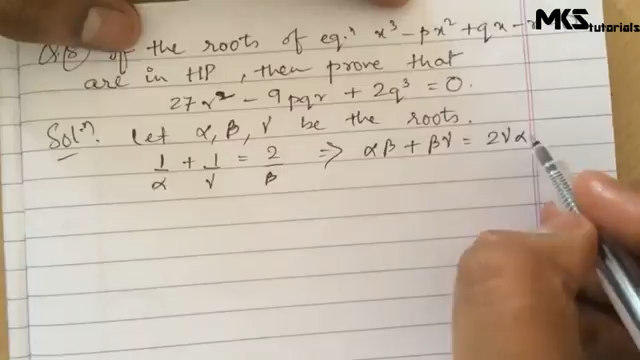 MKS tutorials
Q.8) If the roots of eq.ⁿ x³ - px² + qx -
are in HP, then prove that
27r² - 9pqr + 2q³ = 0.
Sol.ⁿ: Let α, β, γ be the roots.
1/α + 1/γ = 2/β ⇒ αβ + βγ = 2γα